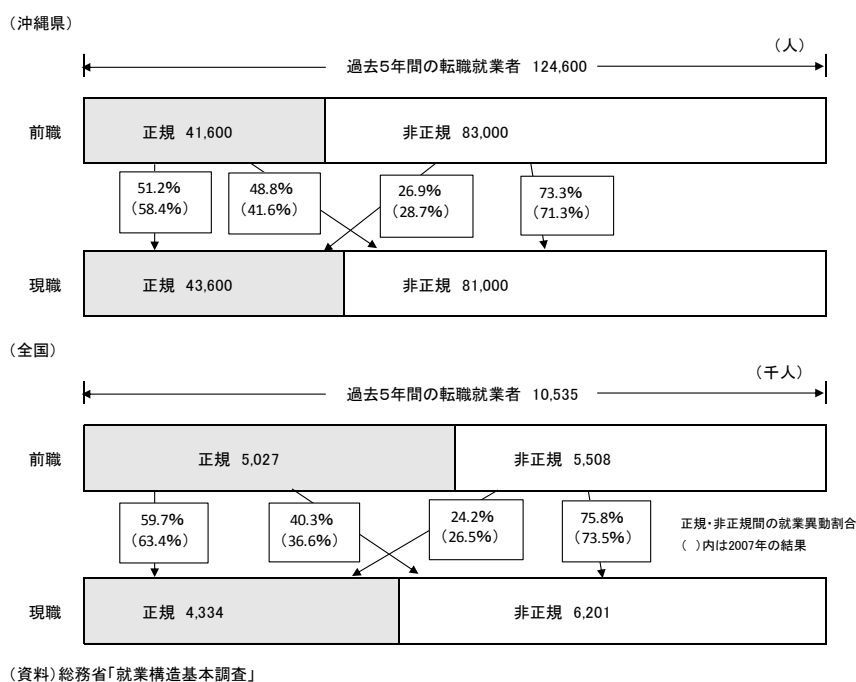 （沖縄県）
（人）
過去５年間の転職就業者 124,600
前職 正規 41,600 非正規 83,000
51.2% 48.8% 26.9% 73.3%
（58.4%） （41.6%） （28.7%） （71.3%）
現職 正規 43,600 非正規 81,000
（全国）
（千人）
過去５年間の転職就業者 10,535
前職 正規 5,027 非正規 5,508
59.7% 40.3% 24.2% 75.8%
（63.4%） （36.6%） （26.5%） （73.5%）
正規・非正規間の就業異動割合
（ ）内は2007年の結果
現職 正規 4,334 非正規 6,201
（資料）総務省「就業構造基本調査」